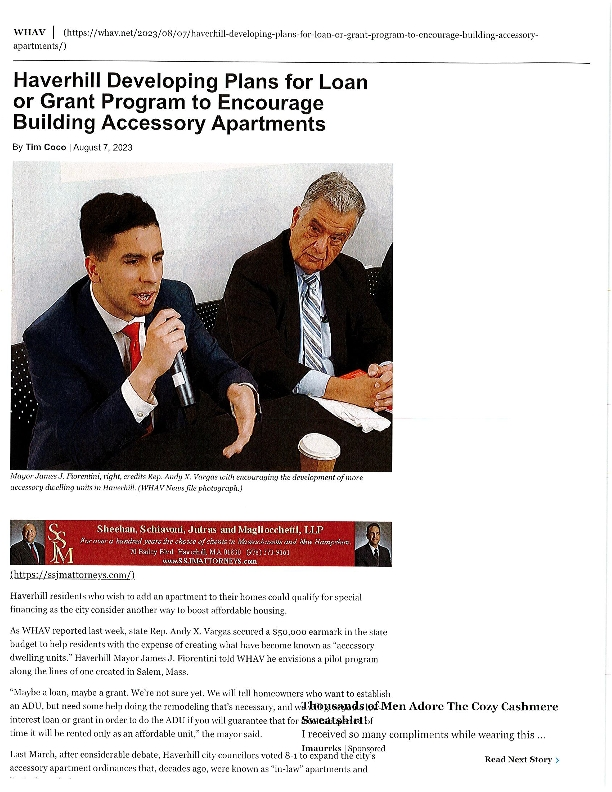 WHAV | (https://whav.net/2023/08/07/haverhill-developing-plans-for-loan-or-grant-program-to-encourage-building-accessory-
apartments/)
Haverhill Developing Plans for Loan
or Grant Program to Encourage
Building Accessory Apartments
By Tim Coco | August 7, 2023
Mayor James J. Fiorentini, right, credits Rep. Andy X. Vargas with encouraging the development of more
accessory dwelling units in Haverhill. (WHAV News file photograph.)
SSJM
Sheehan, Schiavoni, Jutras and Magliocchetti, LLP
For over a hundred years the choice of clients in Massachusetts and New Hampshire
70 Bailey Blvd. Haverhill, MA 01830
www.SSJMATTORNEYS.com
(https://ssjmattorneys.com/)
Haverhill residents who wish to add an apartment to their homes could qualify for special
financing as the city consider another way to boost affordable housing.
As WHAV reported last week, state Rep. Andy X. Vargas secured a $50,000 earmark in the state
budget to help residents with the expense of creating what have become known as “accessory
dwelling units.” Haverhill Mayor James J. Fiorentini told WHAV he envisions a pilot program
along the lines of one created in Salem, Mass.
“Maybe a loan, maybe a grant. We’re not sure yet. We will tell homeowners who want to establish
an ADU, but need some help doing the remodeling that’s necessary, and
interest loan or grant in order to do the ADU if you will guarantee that for
time it will be rented only as an affordable unit,” the mayor said.
Last March, after considerable debate, Haverhill city councilors voted 8-1 to expand the city’s
accessory apartment ordinances that, decades ago, were known as “in-law” apartments and
Thousands of Men Adore The Cozy Cashmere
Sweatshirt
I received so many compliments while wearing this ...
| Sponsored
Read Next Story >